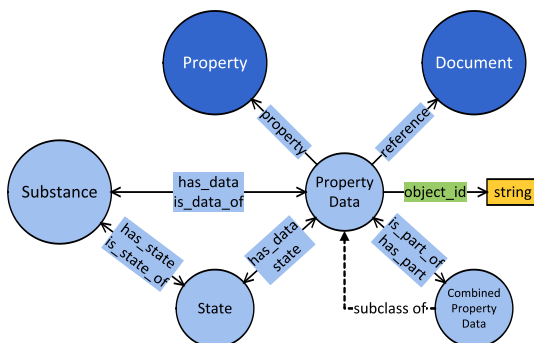 Property
Document
property
reference
Substance
has_data
is_data_of
Property
Data
object_id
string
has_state
is_state_of
has_data
state
is_part_of
has_part
State
subclass of
Combined
Property
Data